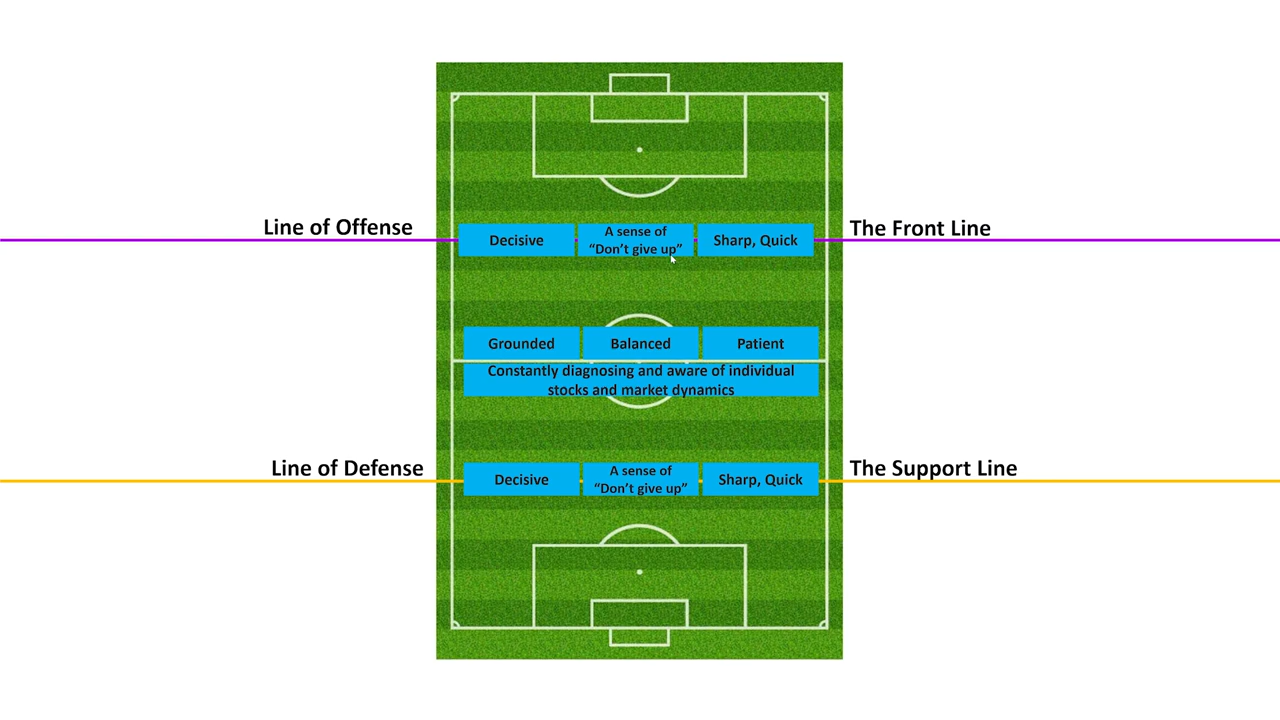 Line of Offense
The Front Line
Decisive
A sense of
“Don’t give up”
Sharp, Quick
Grounded
Balanced
Patient
Constantly diagnosing and aware of individual
stocks and market dynamics
Line of Defense
The Support Line
Decisive
A sense of
“Don’t give up”
Sharp, Quick